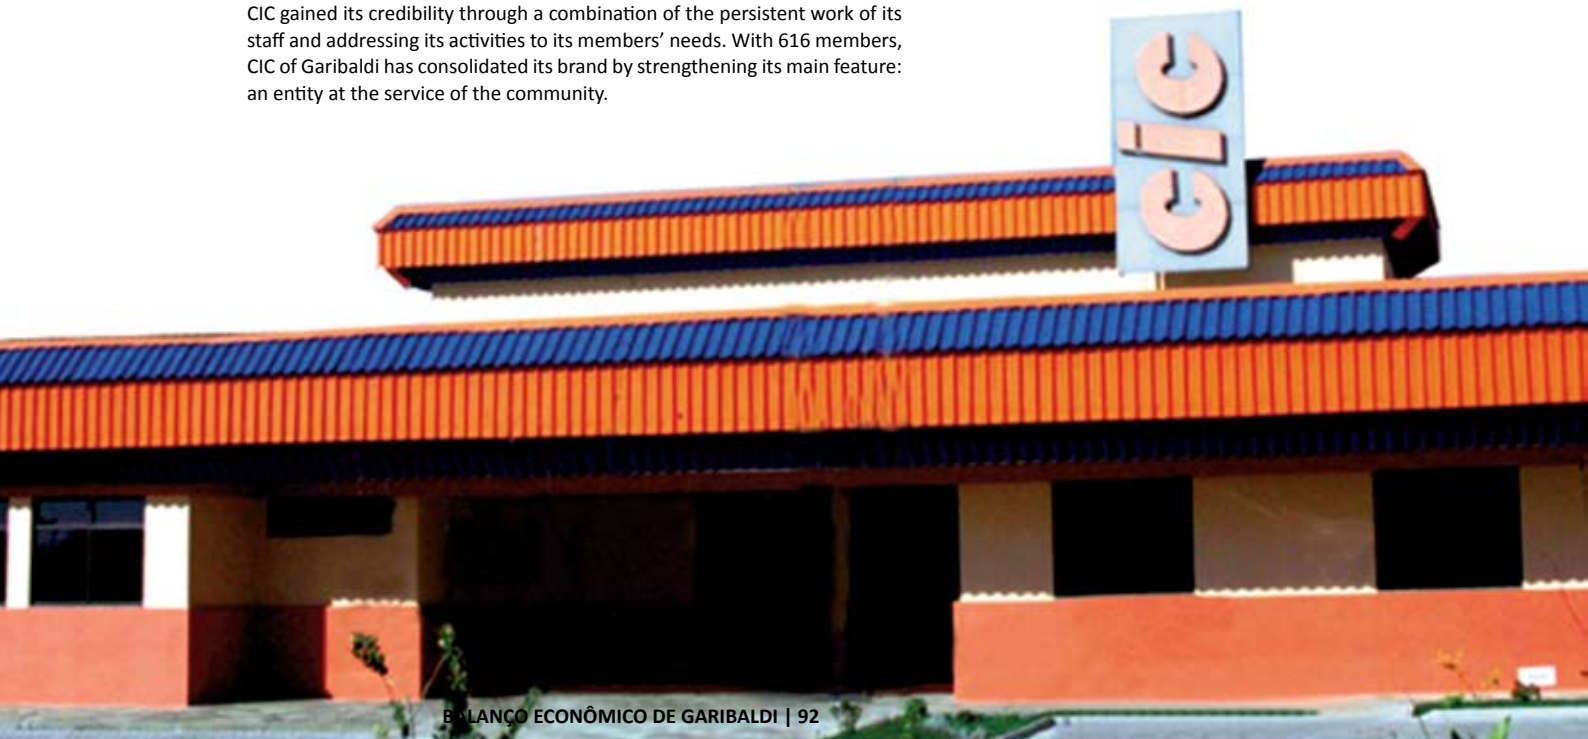 CIC gained its credibility through a combination of the persistent work of its
staff and addressing its activities to its members’ needs. With 616 members,
CIC of Garibaldi has consolidated its brand by strengthening its main feature:
an entity at the service of the community.
cic
BALANÇO ECONÔMICO DE GARIBALDI | 92